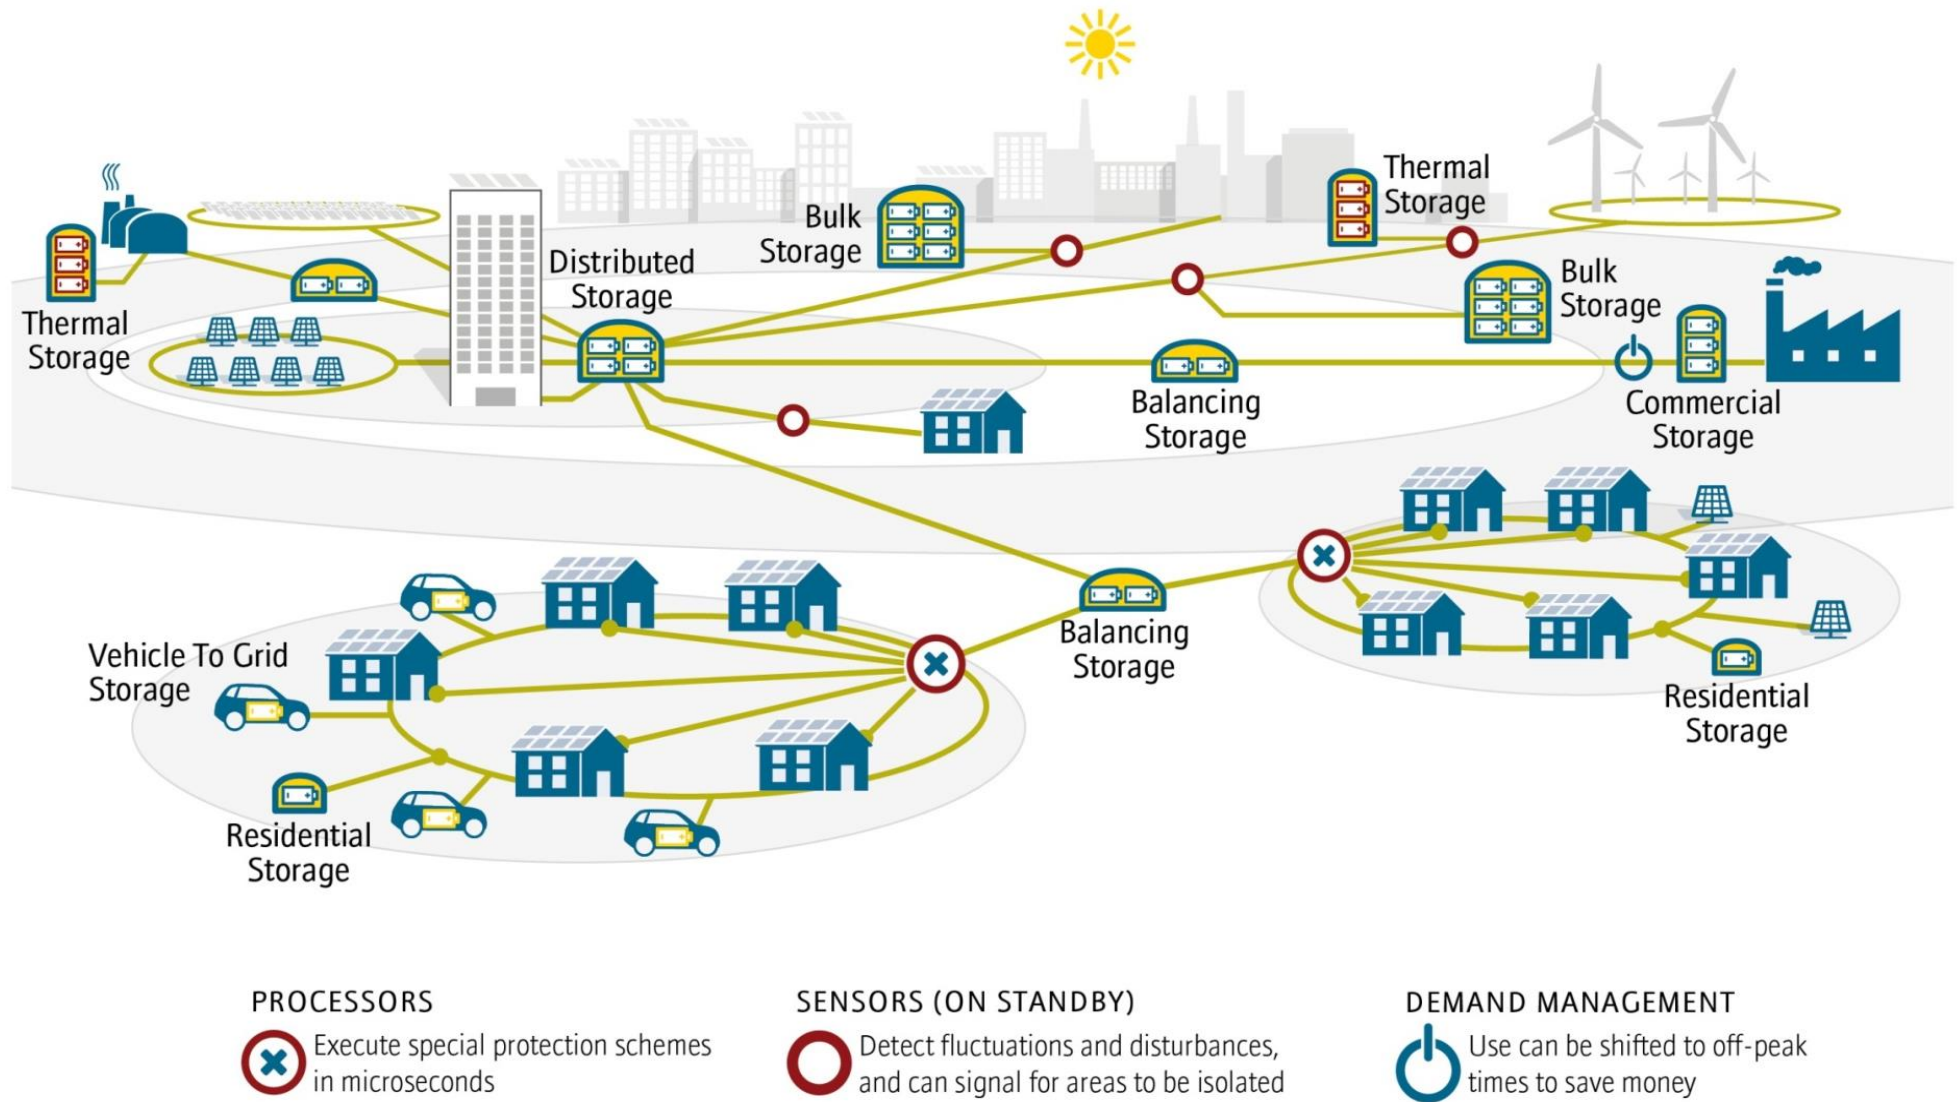 Thermal
Storage
Bulk
Storage
Distributed
Storage
Bulk
Storage
Thermal
Storage
Balancing
Storage
Commercial
Storage
Vehicle To Grid
Storage
Balancing
Storage
Residential
Storage
Residential
Storage
PROCESSORS
Execute special protection schemes
in microseconds
SENSORS (ON STANDBY)
Detect fluctuations and disturbances,
and can signal for areas to be isolated
DEMAND MANAGEMENT
Use can be shifted to off-peak
times to save money